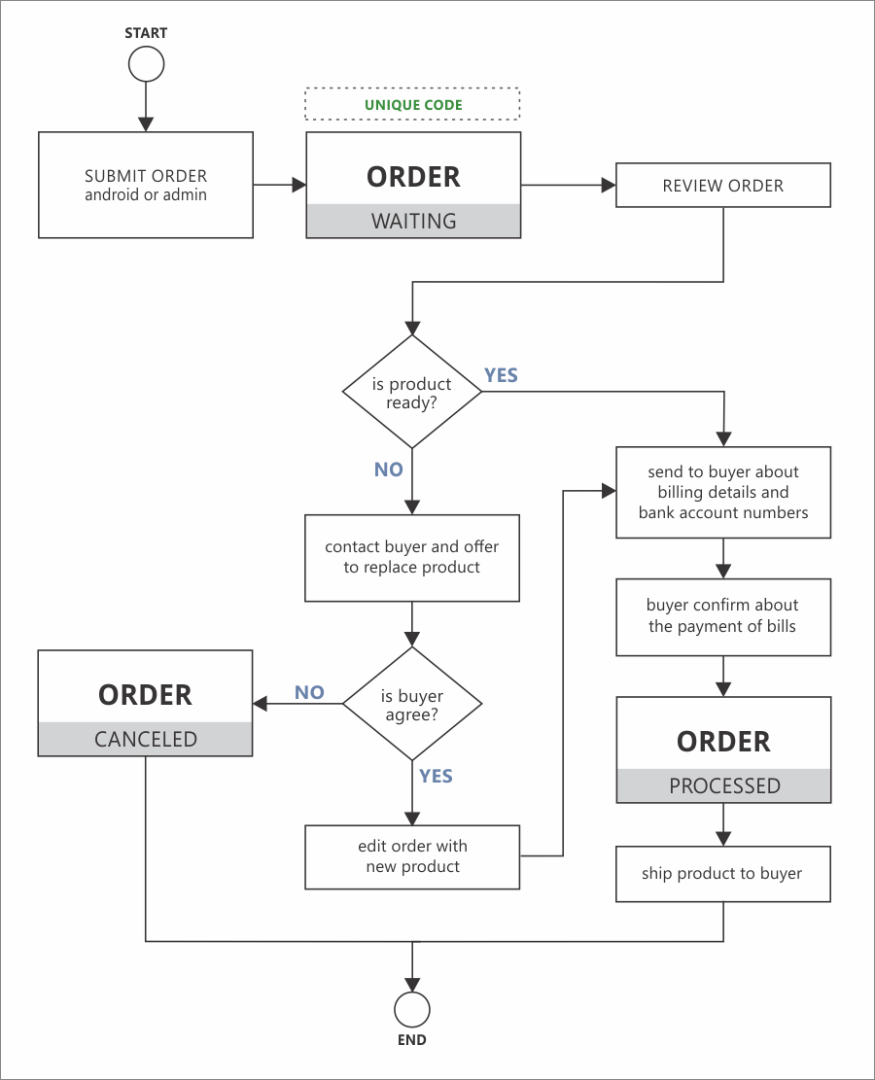 START
UNIQUE CODE
SUBMIT ORDER
android or admin
ORDER
WAITING
REVIEW ORDER
is product
ready?
YES
NO
send to buyer about
billing details and
bank account numbers
contact buyer and offer
to replace product
buyer confirm about
the payment of bills
is buyer
agree?
NO
YES
ORDER
CANCELED
ORDER
PROCESSED
edit order with
new product
ship product to buyer
END